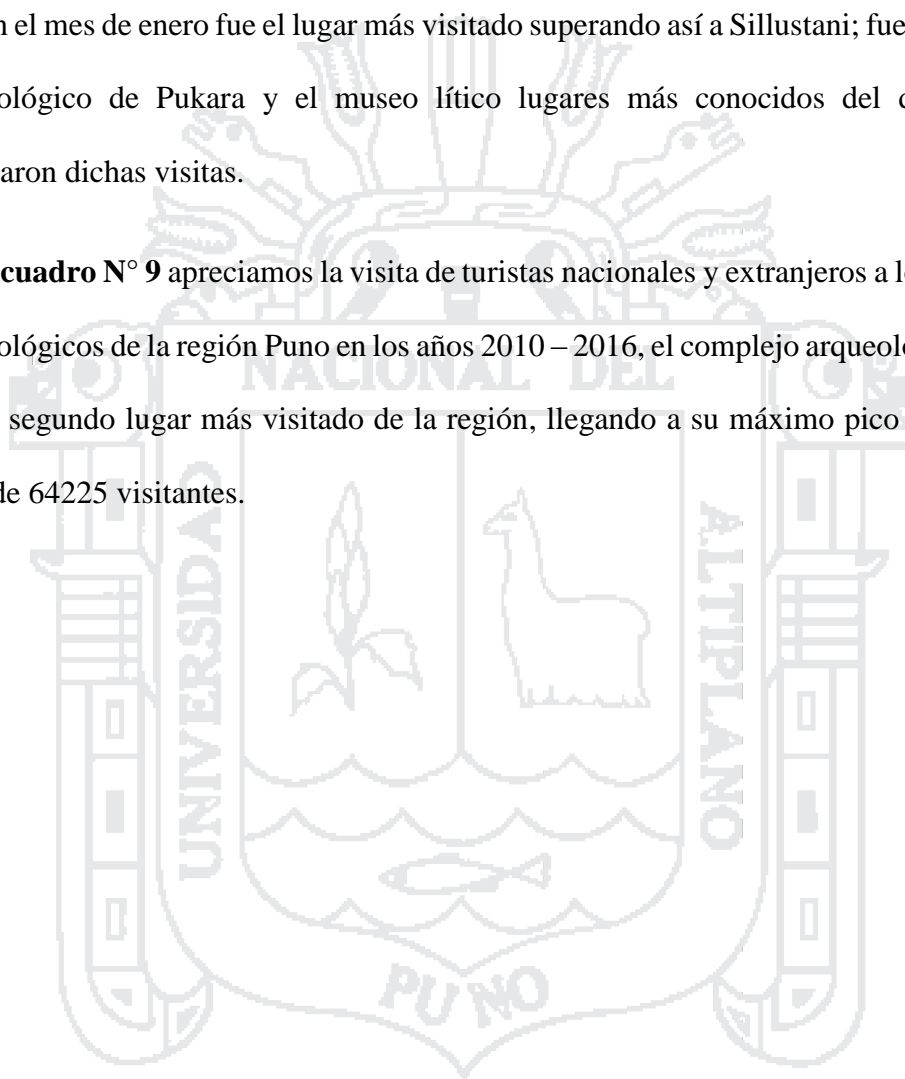 n el mes de enero fue el lugar más visitado superando así a Sillustani; fue
ológico de Pukara y el museo lítico lugares más conocidos del
aron dichas visitas.
cuadro N° 9 apreciamos la visita de turistas nacionales y extranjeros a
ológicos de la región Puno en los años 2010 – 2016, el complejo
segundo lugar más visitado de la región, llegando a su máximo pico
de 64225 visitantes.
NACIONAL DEL
UNIVERSIDA
ALTIPLANO
PUNO